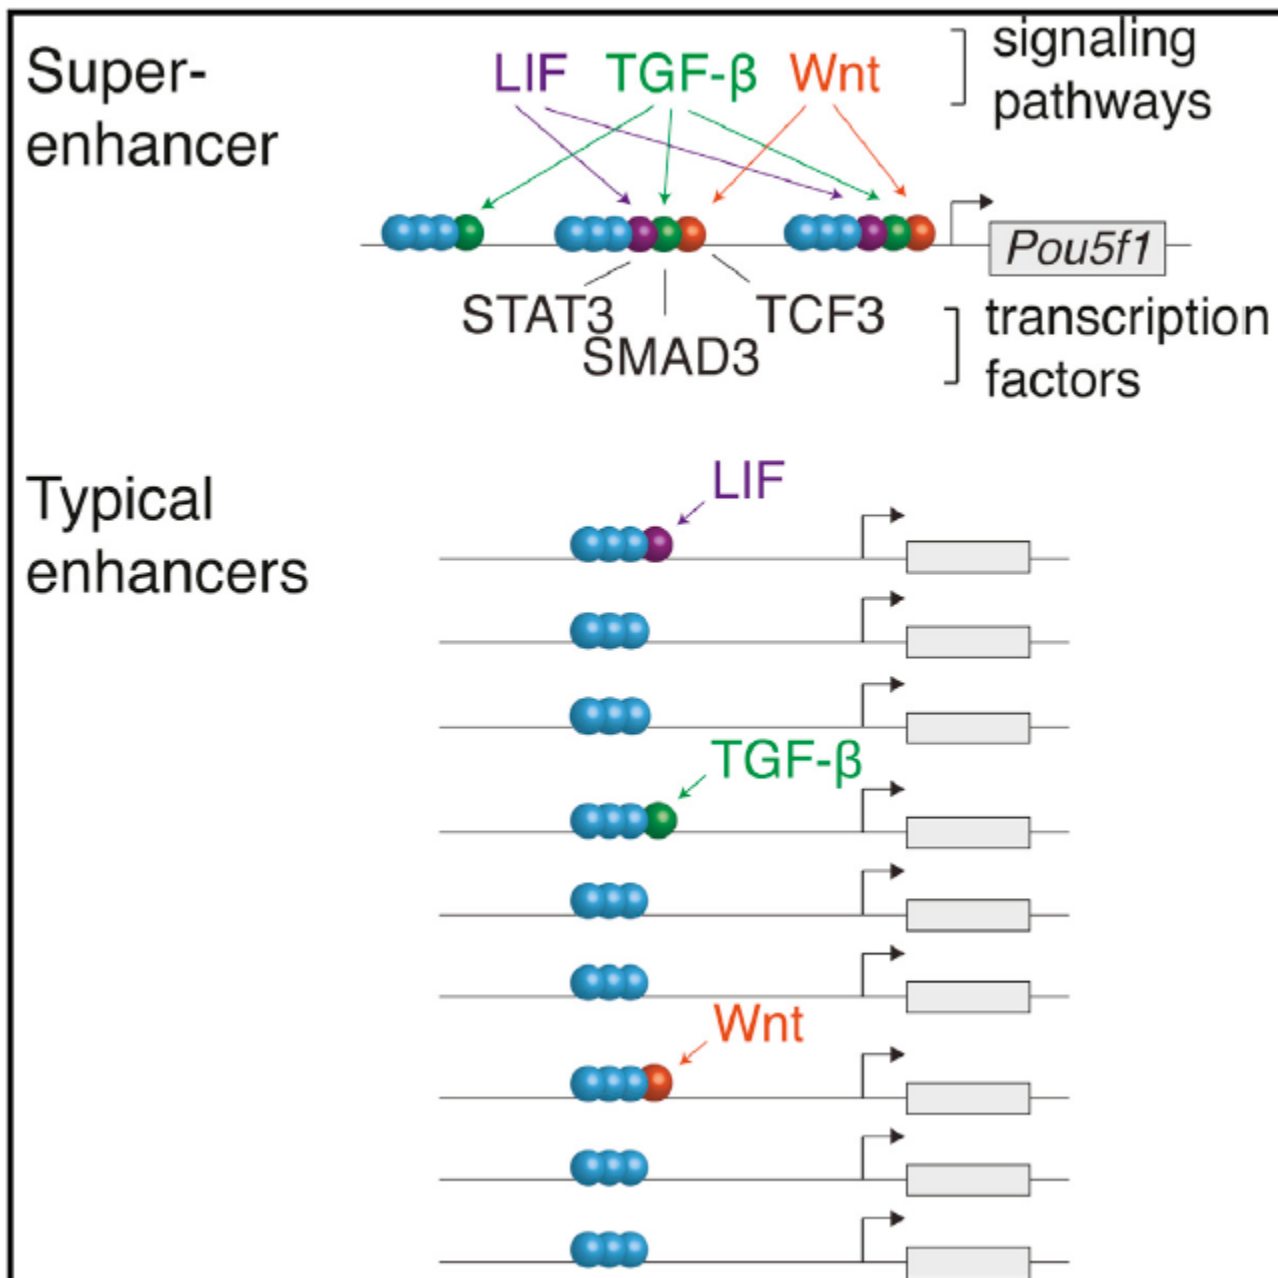 Super-
enhancer
LIF TGF-β Wnt
signaling
pathways
Pou5f1
STAT3
SMAD3
TCF3
transcription
factors
Typical
enhancers
LIF
TGF-β
Wnt